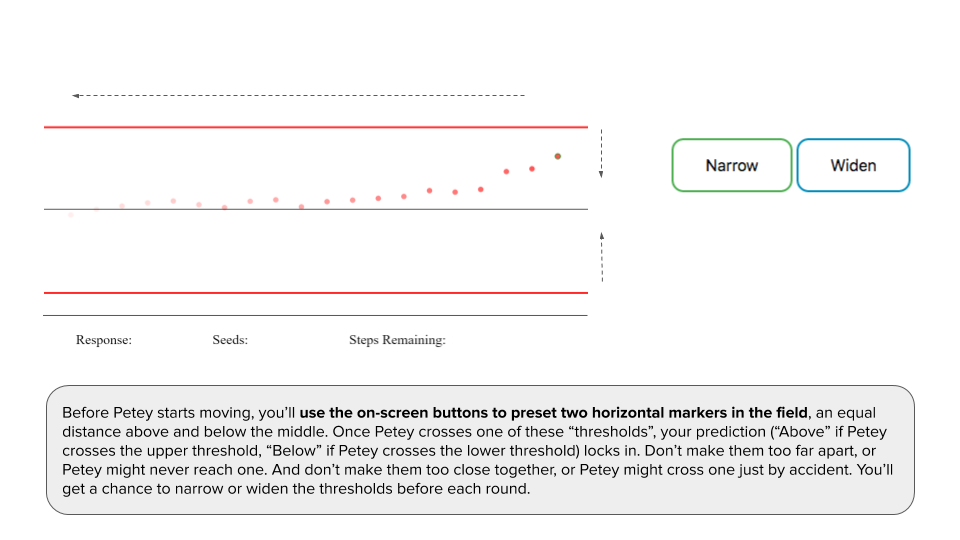 Narrow
Widen
Response:
Seeds:
Steps Remaining:
Before Petey starts moving, you’ll use the on-screen buttons to preset two horizontal markers in the field, an equal
distance above and below the middle. Once Petey crosses one of these “thresholds”, your prediction (“Above” if Petey
crosses the upper threshold, “Below” if Petey crosses the lower threshold) locks in. Don’t make them too far apart, or
Petey might never reach one. And don’t make them too close together, or Petey might cross one just by accident. You’ll
get a chance to narrow or widen the thresholds before each round.